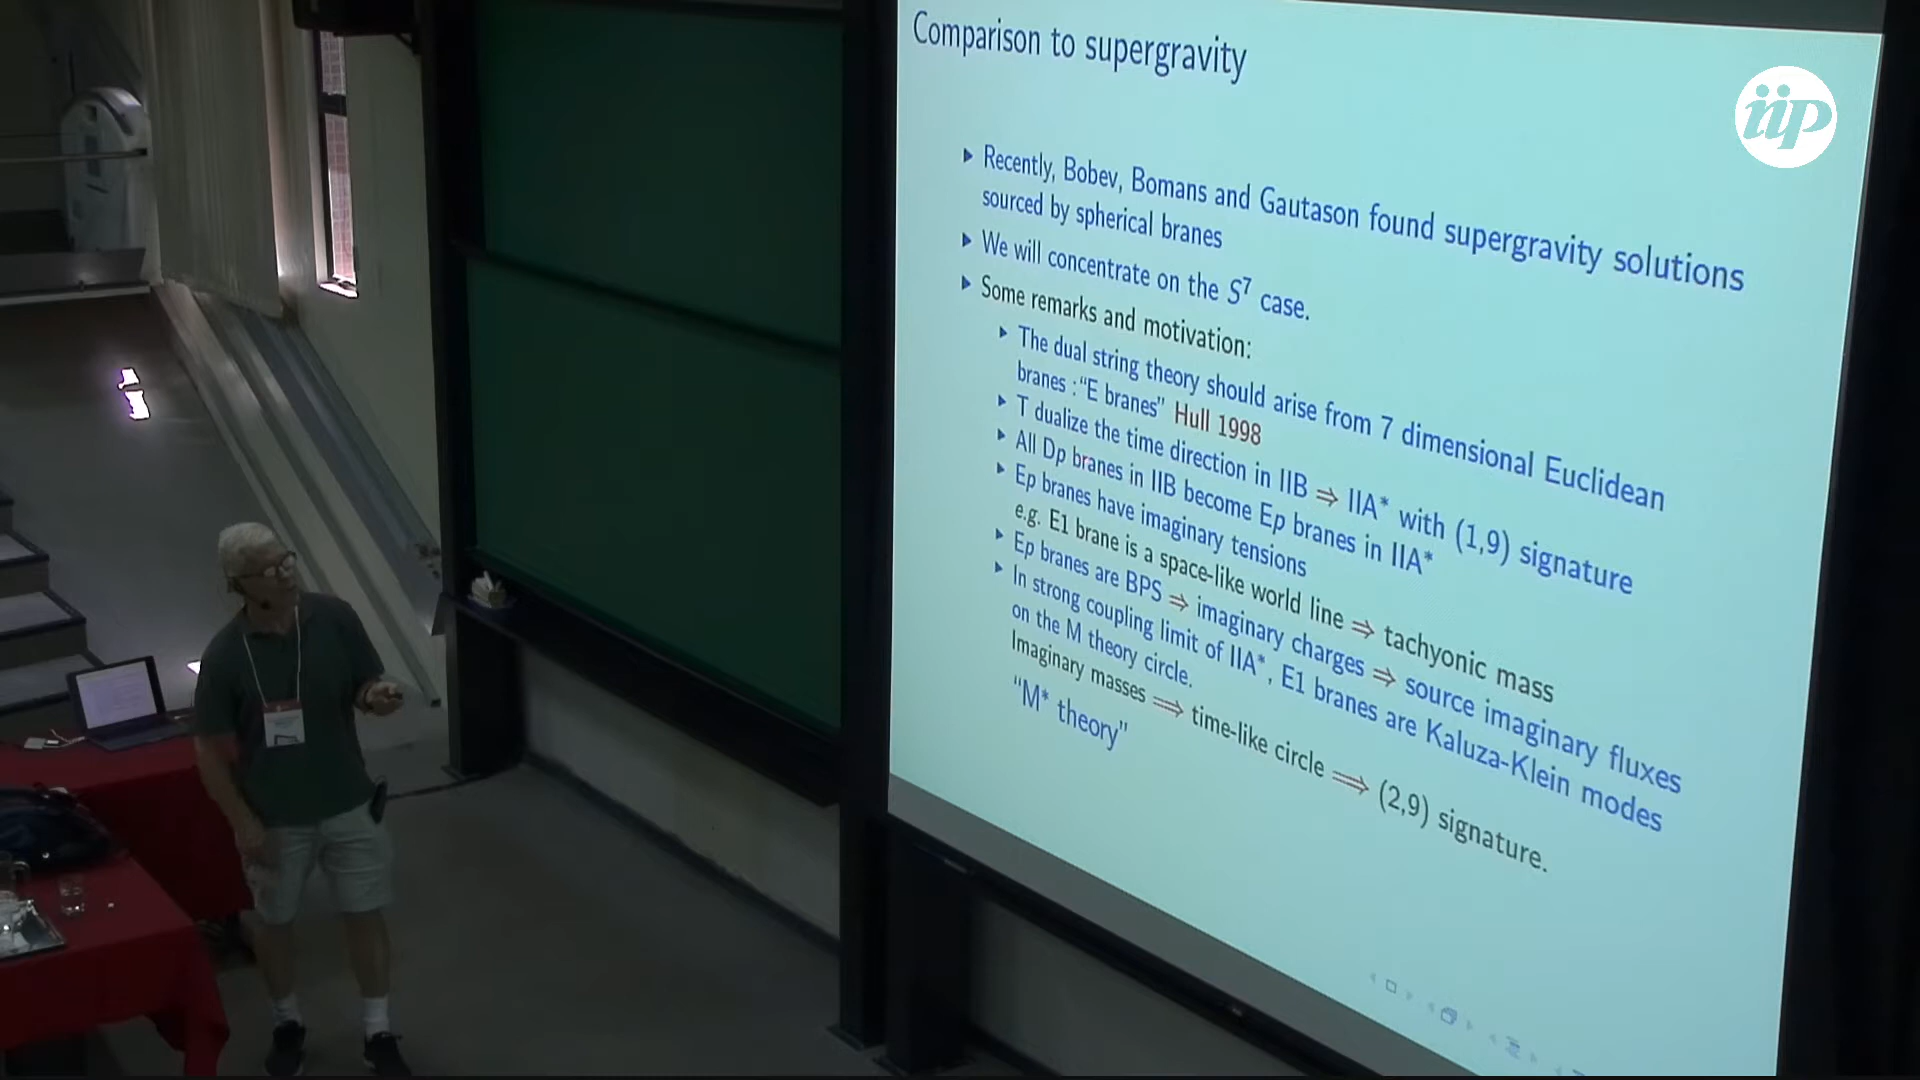 Comparison to supergravity
iip
▸ Recently, Bobev, Bomans and Gautason found supergravity solutions
sourced by spherical branes
▸ We will concentrate on the S⁷ case.
▸ Some remarks and motivation:
▸ The dual string theory should arise from 7 dimensional Euclidean
branes :“E branes” Hull 1998
▸ T dualize the time direction in IIB ⇒ IIA* with (1,9) signature
▸ All Dp branes in IIB become Ep branes in IIA*
▸ Ep branes have imaginary tensions
e.g. E1 brane is a space-like world line ⇒ tachyonic mass
▸ Ep branes are BPS ⇒ imaginary charges ⇒ source imaginary fluxes
▸ In strong coupling limit of IIA*, E1 branes are Kaluza-Klein modes
on the M theory circle.
Imaginary masses ⟹ time-like circle ⟹ (2,9) signature.
“M* theory”